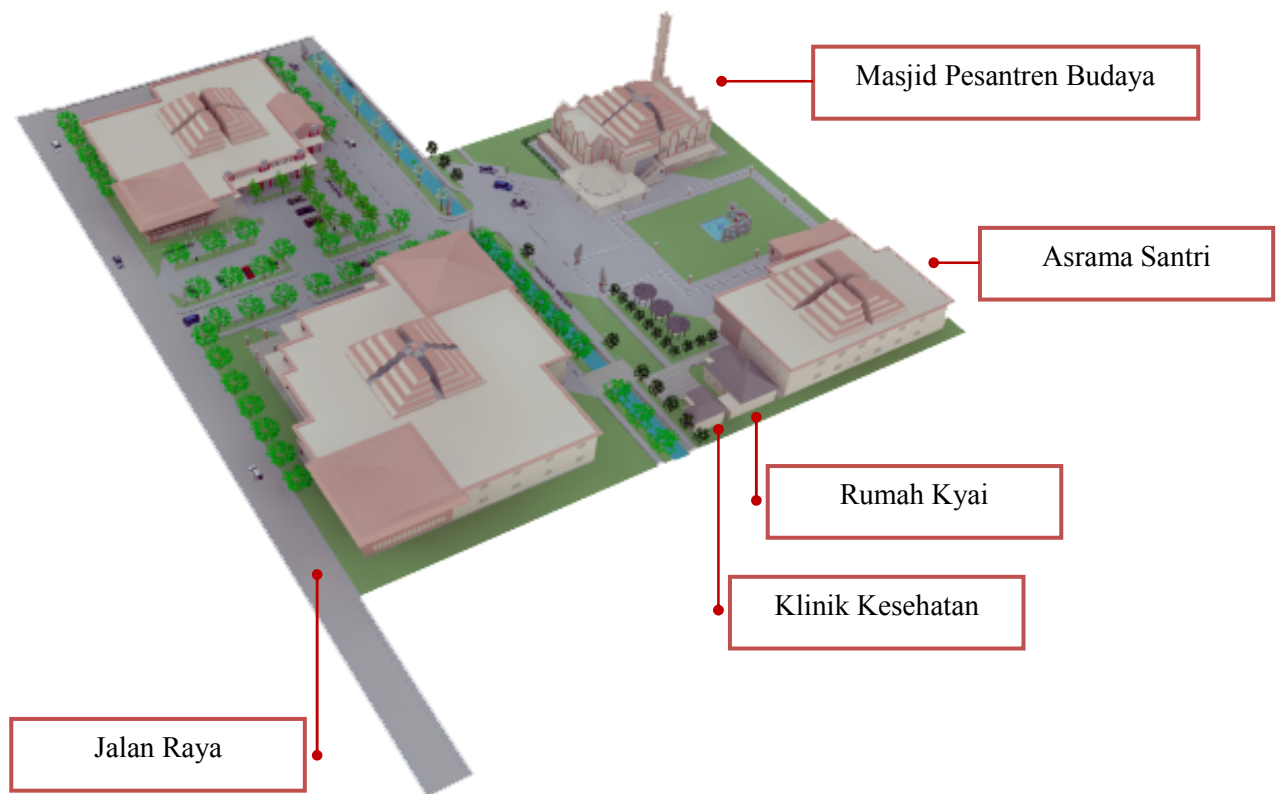 Masjid Pesantren Budaya
Asrama Santri
Rumah Kyai
Klinik Kesehatan
Jalan Raya